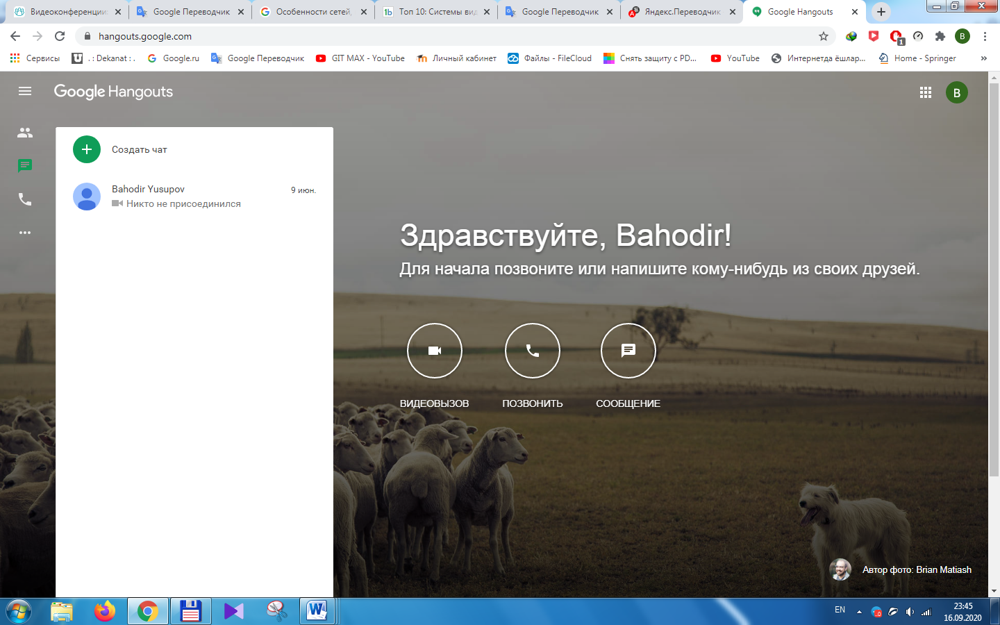 Видеоконференции
Google Переводчик
Особенности сетей,
Топ 10: Системы вид
Google Переводчик
Яндекс.Переводчик
Google Hangouts
hangouts.google.com
B
1
Сервисы
. : Dekanat : .
Google.ru
Google Переводчик
GIT MAX - YouTube
Личный кабинет
Файлы - FileCloud
Снять защиту с PD...
YouTube
Интернетда ёшлар...
Home - Springer
»
Google Hangouts
B
Создать чат
Bahodir Yusupov
9 июн.
Никто не присоединился
Здравствуйте, Bahodir!
Для начала позвоните или напишите кому-нибудь из своих друзей.
ВИДЕОВЫЗОВ
ПОЗВОНИТЬ
СООБЩЕНИЕ
Автор фото: Brian Matiash
EN
23:45
16.09.2020